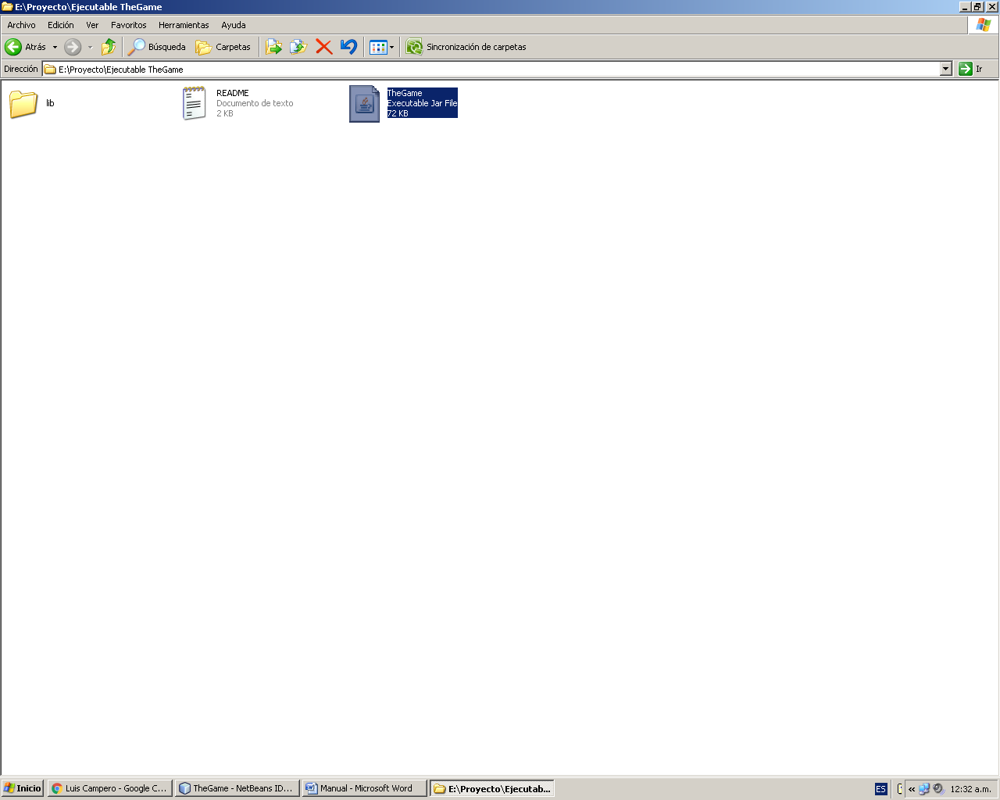 E:\Proyecto\Ejecutable TheGame
Archivo Edición Ver Favoritos Herramientas Ayuda
Atrás Búsqueda Carpetas Sincronización de carpetas
Dirección E:\Proyecto\Ejecutable TheGame Ir
lib
README
Documento de texto
2 KB
TheGame
Executable Jar File
72 KB
Inicio Luis Campero - Google C... TheGame - NetBeans ID... Manual - Microsoft Word E:\Proyecto\Ejecutab... ES « 12:32 a.m.